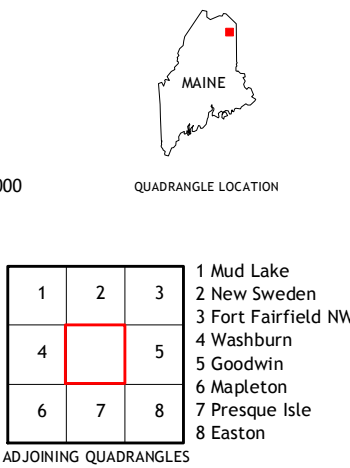 MAINE
000
QUADRANGLE LOCATION
1 2 3
4 5
6 7 8
1 Mud Lake
2 New Sweden
3 Fort Fairfield NW
4 Washburn
5 Goodwin
6 Mapleton
7 Presque Isle
8 Easton
ADJOINING QUADRANGLES